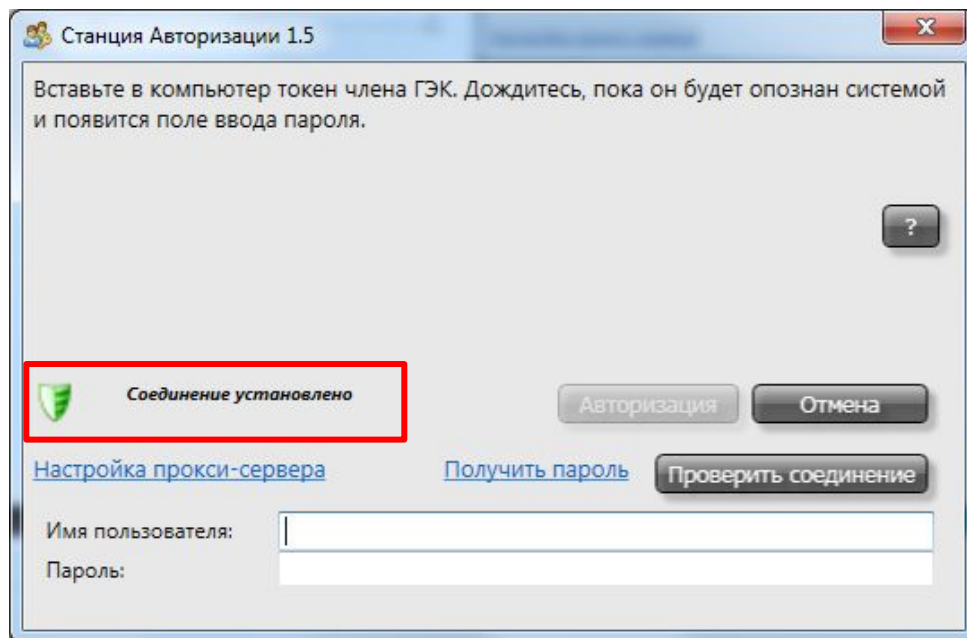 Станция Авторизации 1.5
Вставьте в компьютер токен члена ГЭК. Дождитесь, пока он будет опознан системой
и появится поле ввода пароля.
?
Соединение установлено
Авторизация
Отмена
Настройка прокси-сервера
Получить пароль
Проверить соединение
Имя пользователя:
Пароль: